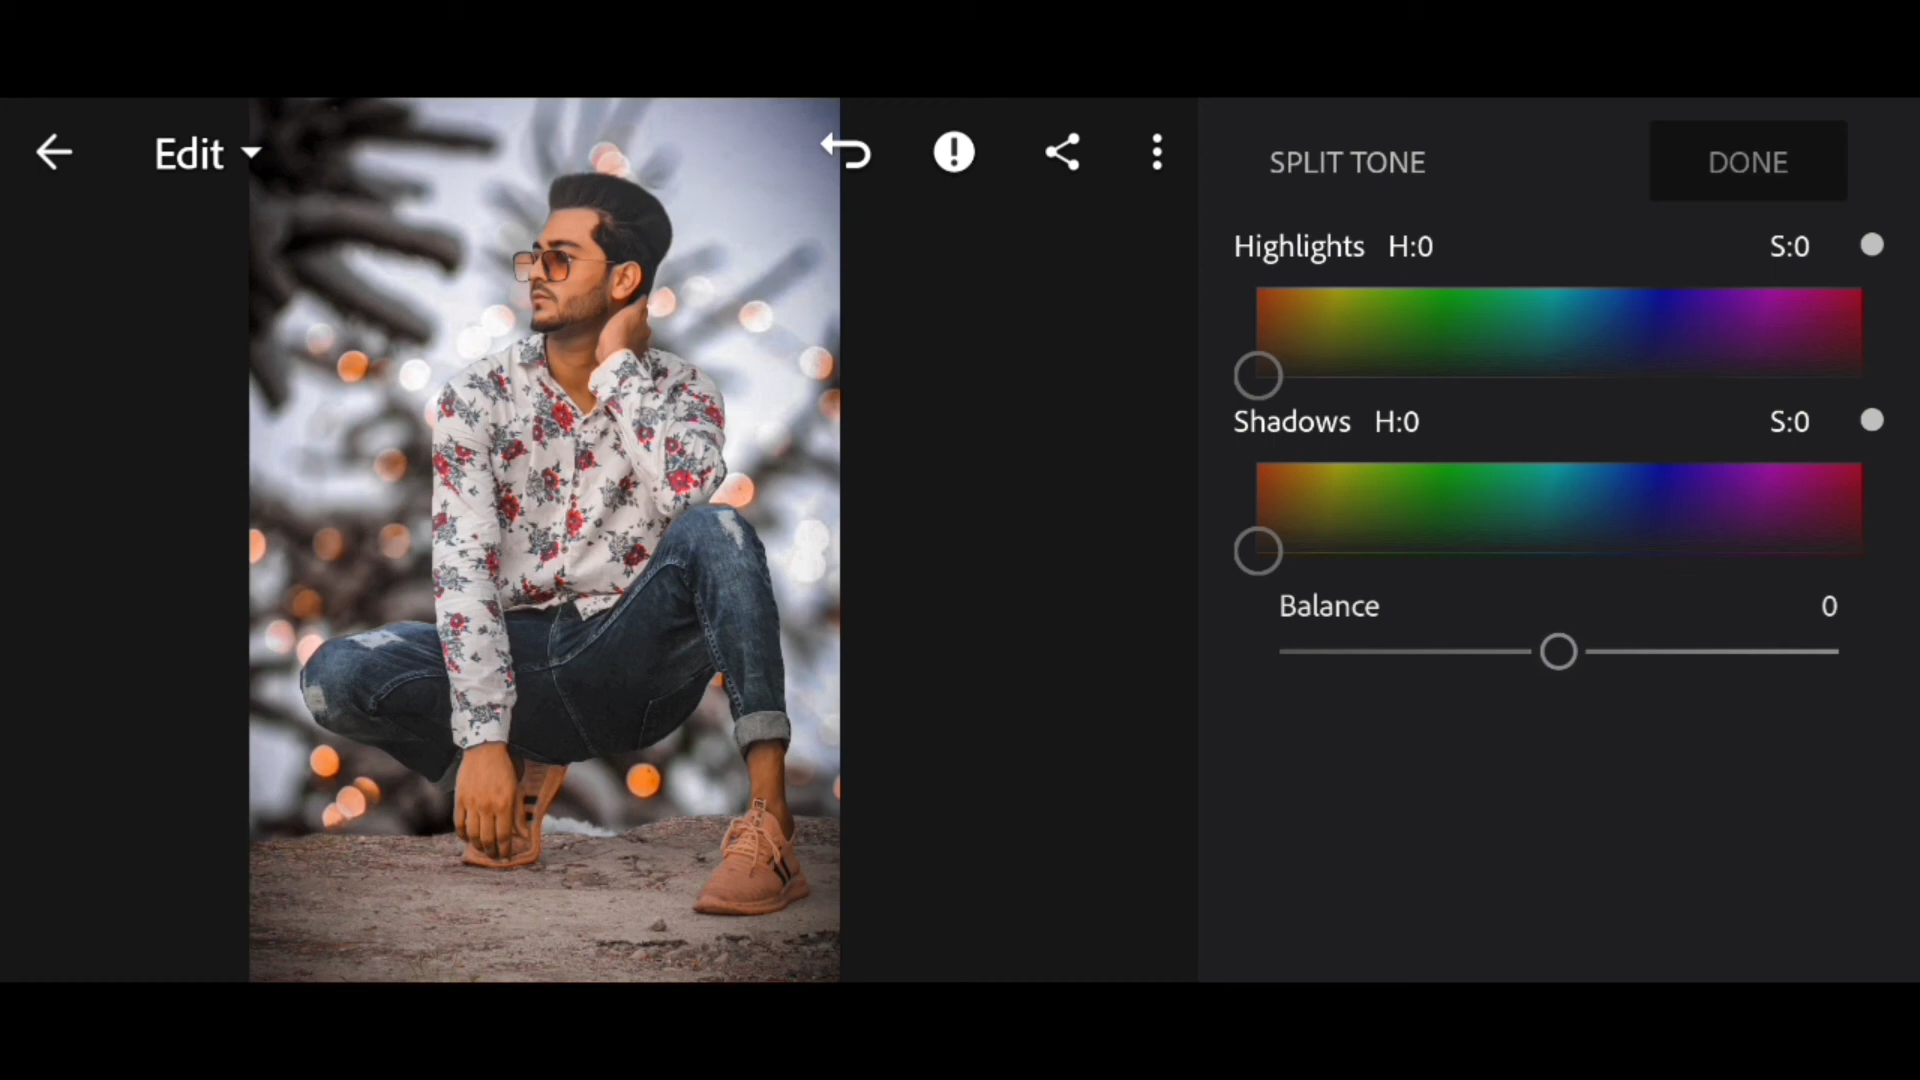 Edit
SPLIT TONE
DONE
Highlights H:0 S:0
Shadows H:0 S:0
Balance 0